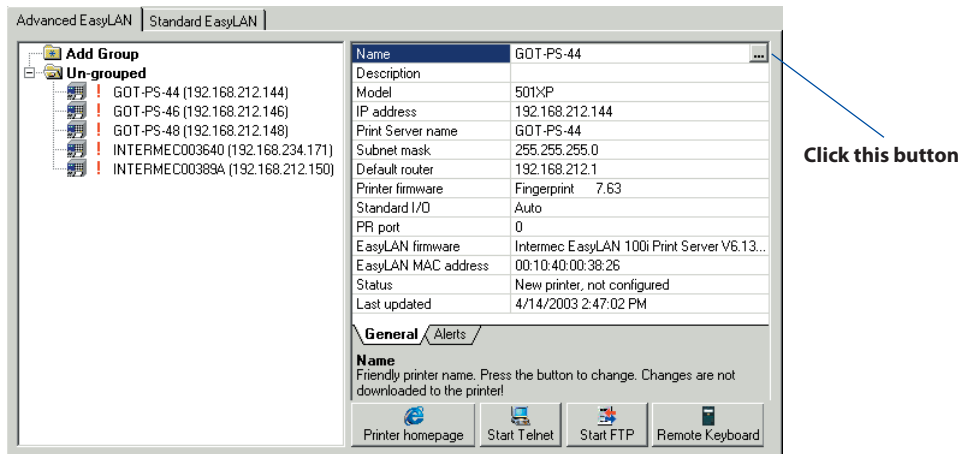 Advanced EasyLAN Standard EasyLAN
Add Group
Un-grouped
GOT-PS-44 (192.168.212.144)
GOT-PS-46 (192.168.212.146)
GOT-PS-48 (192.168.212.148)
INTERMEC003640 (192.168.234.171)
INTERMEC00389A (192.168.212.150)
Name GOT-PS-44 ...
Description
Model 501XP
IP address 192.168.212.144
Print Server name GOT-PS-44
Subnet mask 255.255.255.0
Default router 192.168.212.1
Printer firmware Fingerprint 7.63
Standard I/O Auto
PR port 0
EasyLAN firmware Intermec EasyLAN 100i Print Server V6.13...
EasyLAN MAC address 00:10:40:00:38:26
Status New printer, not configured
Last updated 4/14/2003 2:47:02 PM
General Alerts
Name
Friendly printer name. Press the button to change. Changes are not
downloaded to the printer!
Printer homepage Start Telnet Start FTP Remote Keyboard
Click this button